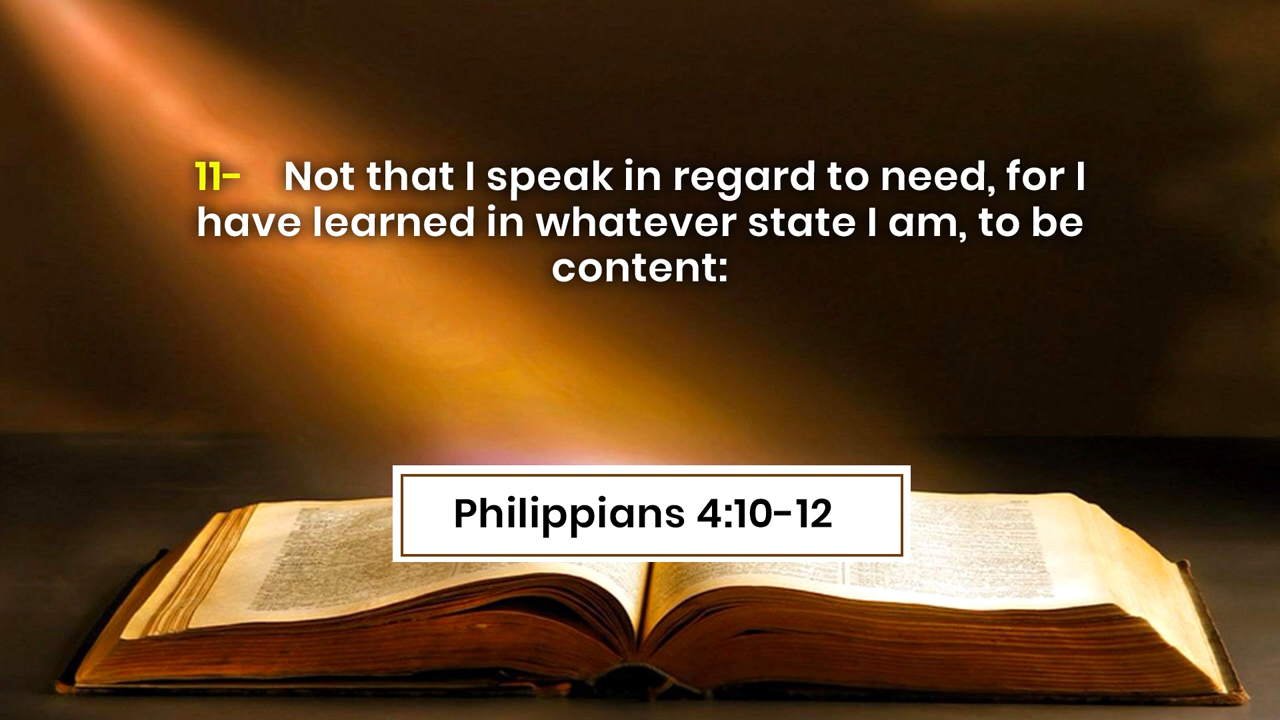 11- Not that I speak in regard to need, for I
have learned in whatever state I am, to be
content:
Philippians 4:10-12